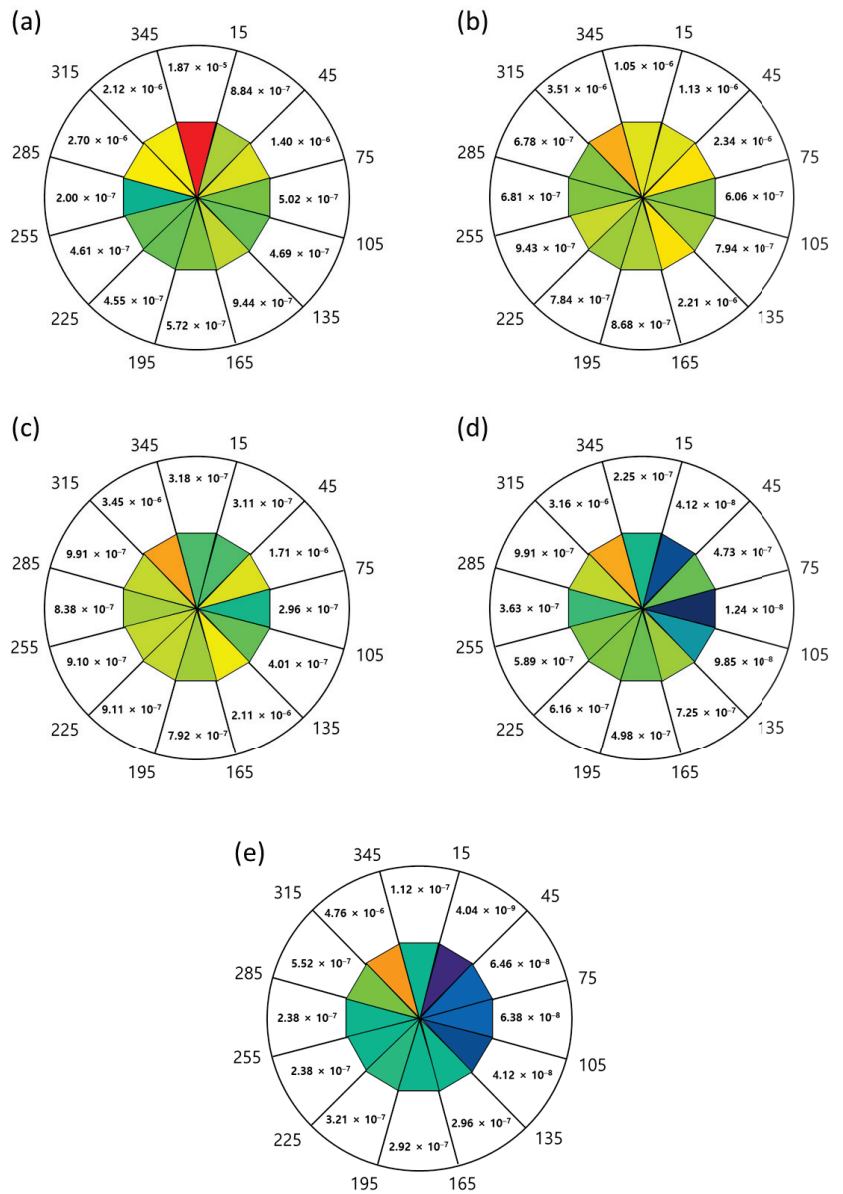 (a)
345 15
315 45
1.87 × 10⁻⁵
2.12 × 10⁻⁶ 8.84 × 10⁻⁷
2.70 × 10⁻⁶ 1.40 × 10⁻⁶
285 75
2.00 × 10⁻⁷ 5.02 × 10⁻⁷
255 105
4.61 × 10⁻⁷ 4.69 × 10⁻⁷
4.55 × 10⁻⁷ 9.44 × 10⁻⁷
225 135
5.72 × 10⁻⁷
195 165
(b)
345 15
315 45
1.05 × 10⁻⁶
3.51 × 10⁻⁶ 1.13 × 10⁻⁶
6.78 × 10⁻⁷ 2.34 × 10⁻⁶
285 75
6.81 × 10⁻⁷ 6.06 × 10⁻⁷
255 105
9.43 × 10⁻⁷ 7.94 × 10⁻⁷
7.84 × 10⁻⁷ 2.21 × 10⁻⁶
225 135
8.68 × 10⁻⁷
195 165
(c)
345 15
315 45
3.18 × 10⁻⁷
3.45 × 10⁻⁶ 3.11 × 10⁻⁷
9.91 × 10⁻⁷ 1.71 × 10⁻⁶
285 75
8.38 × 10⁻⁷ 2.96 × 10⁻⁷
255 105
9.10 × 10⁻⁷ 4.01 × 10⁻⁷
9.11 × 10⁻⁷ 2.11 × 10⁻⁶
225 135
7.92 × 10⁻⁷
195 165
(d)
345 15
315 45
2.25 × 10⁻⁷
3.16 × 10⁻⁶ 4.12 × 10⁻⁸
9.91 × 10⁻⁷ 4.73 × 10⁻⁷
285 75
3.63 × 10⁻⁷ 1.24 × 10⁻⁸
255 105
5.89 × 10⁻⁷ 9.85 × 10⁻⁸
6.16 × 10⁻⁷ 7.25 × 10⁻⁷
225 135
4.98 × 10⁻⁷
195 165
(e)
345 15
315 45
1.12 × 10⁻⁷
4.76 × 10⁻⁶ 4.04 × 10⁻⁹
5.52 × 10⁻⁷ 6.46 × 10⁻⁸
285 75
2.38 × 10⁻⁷ 6.38 × 10⁻⁸
255 105
2.38 × 10⁻⁷ 4.12 × 10⁻⁸
3.21 × 10⁻⁷ 2.96 × 10⁻⁷
225 135
2.92 × 10⁻⁷
195 165